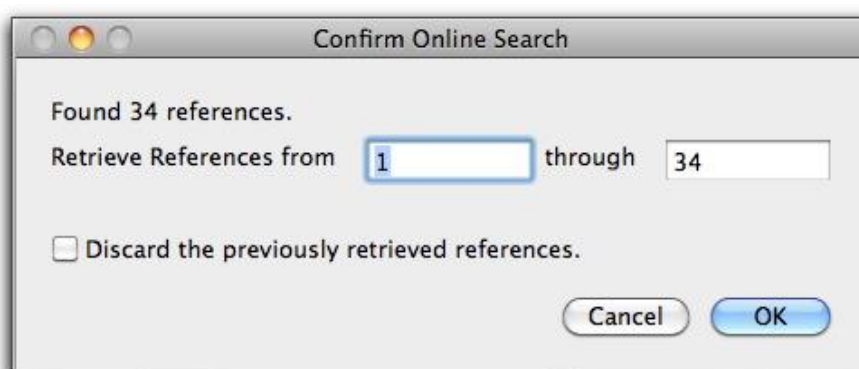 Confirm Online Search
Found 34 references.
Retrieve References from 1 through 34
Discard the previously retrieved references.
Cancel OK